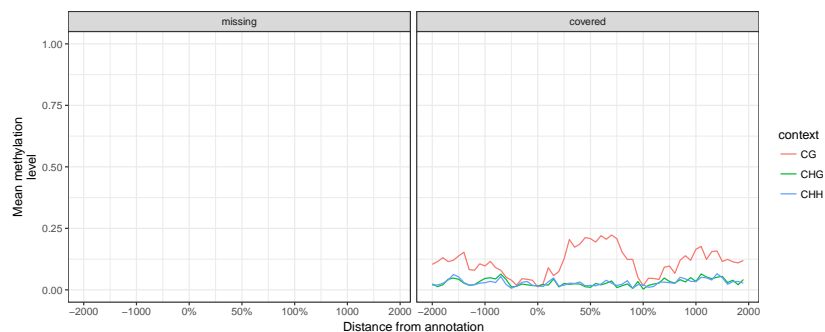 missing
covered
1.00
0.75
0.50
0.25
0.00
Mean methylation
level
−2000 −1000 0% 50% 100% 1000 2000
−2000 −1000 0% 50% 100% 1000 2000
Distance from annotation
context
CG
CHG
CHH